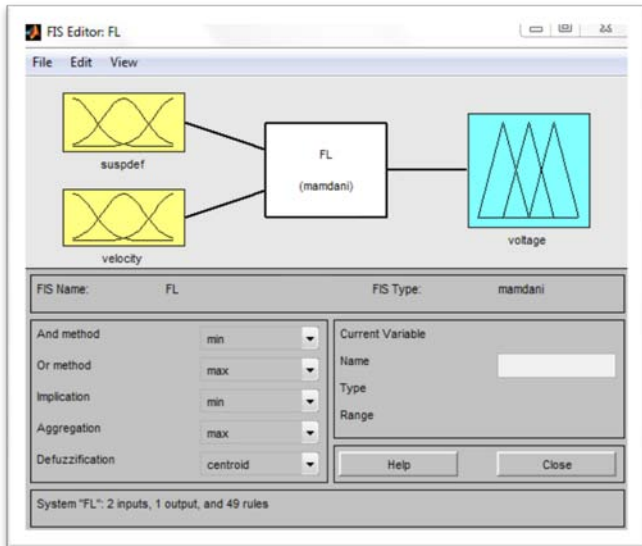 FIS Editor: FL
File Edit View
suspdef
velocity
FL
(mamdani)
voltage
FIS Name: FL FIS Type: mamdani
And method min
Or method max
Implication min
Aggregation max
Defuzzification centroid
Current Variable
Name
Type
Range
Help Close
System "FL": 2 inputs, 1 output, and 49 rules